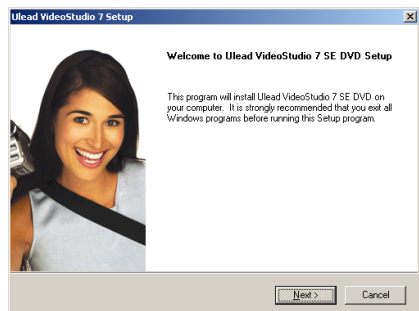 Ulead VideoStudio 7 Setup
Welcome to Ulead VideoStudio 7 SE DVD Setup
This program will install Ulead VideoStudio 7 SE DVD on
your computer. It is strongly recommended that you exit all
Windows programs before running this Setup program.
Next > Cancel